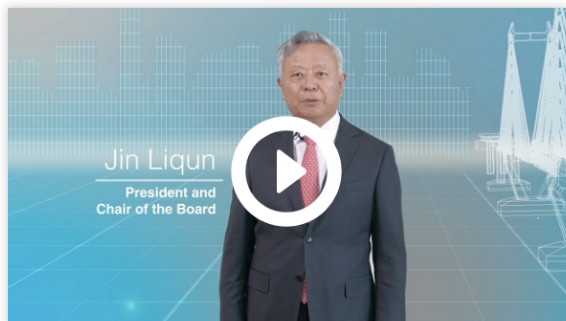 Jin Liqun
President and
Chair of the Board